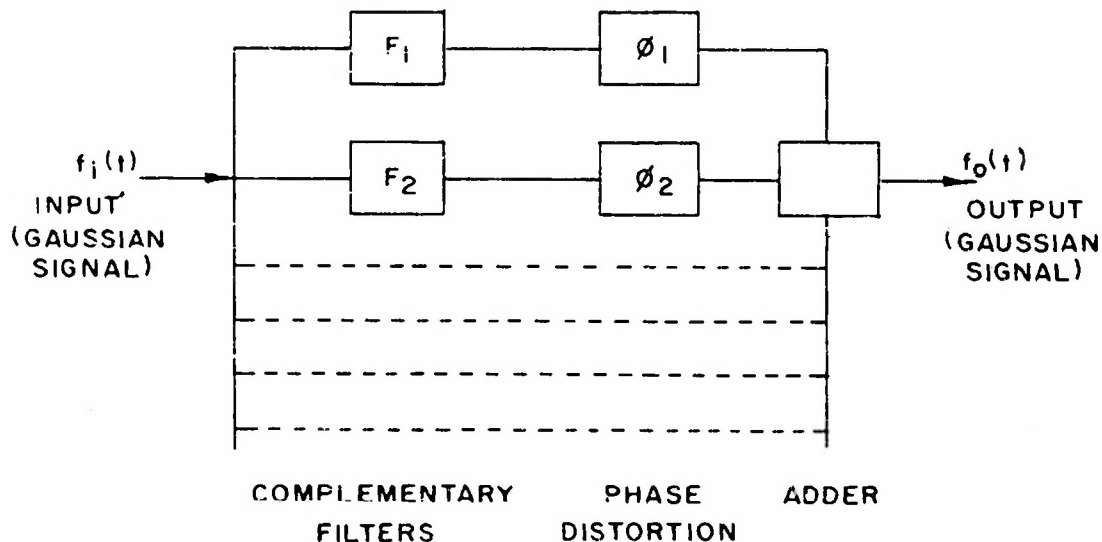 F₁
Ø₁
fᵢ(t)
F₂
Ø₂
f₀(t)
INPUT
(GAUSSIAN
SIGNAL)
OUTPUT
(GAUSSIAN
SIGNAL)
COMPLEMENTARY
FILTERS
PHASE
DISTORTION
ADDER